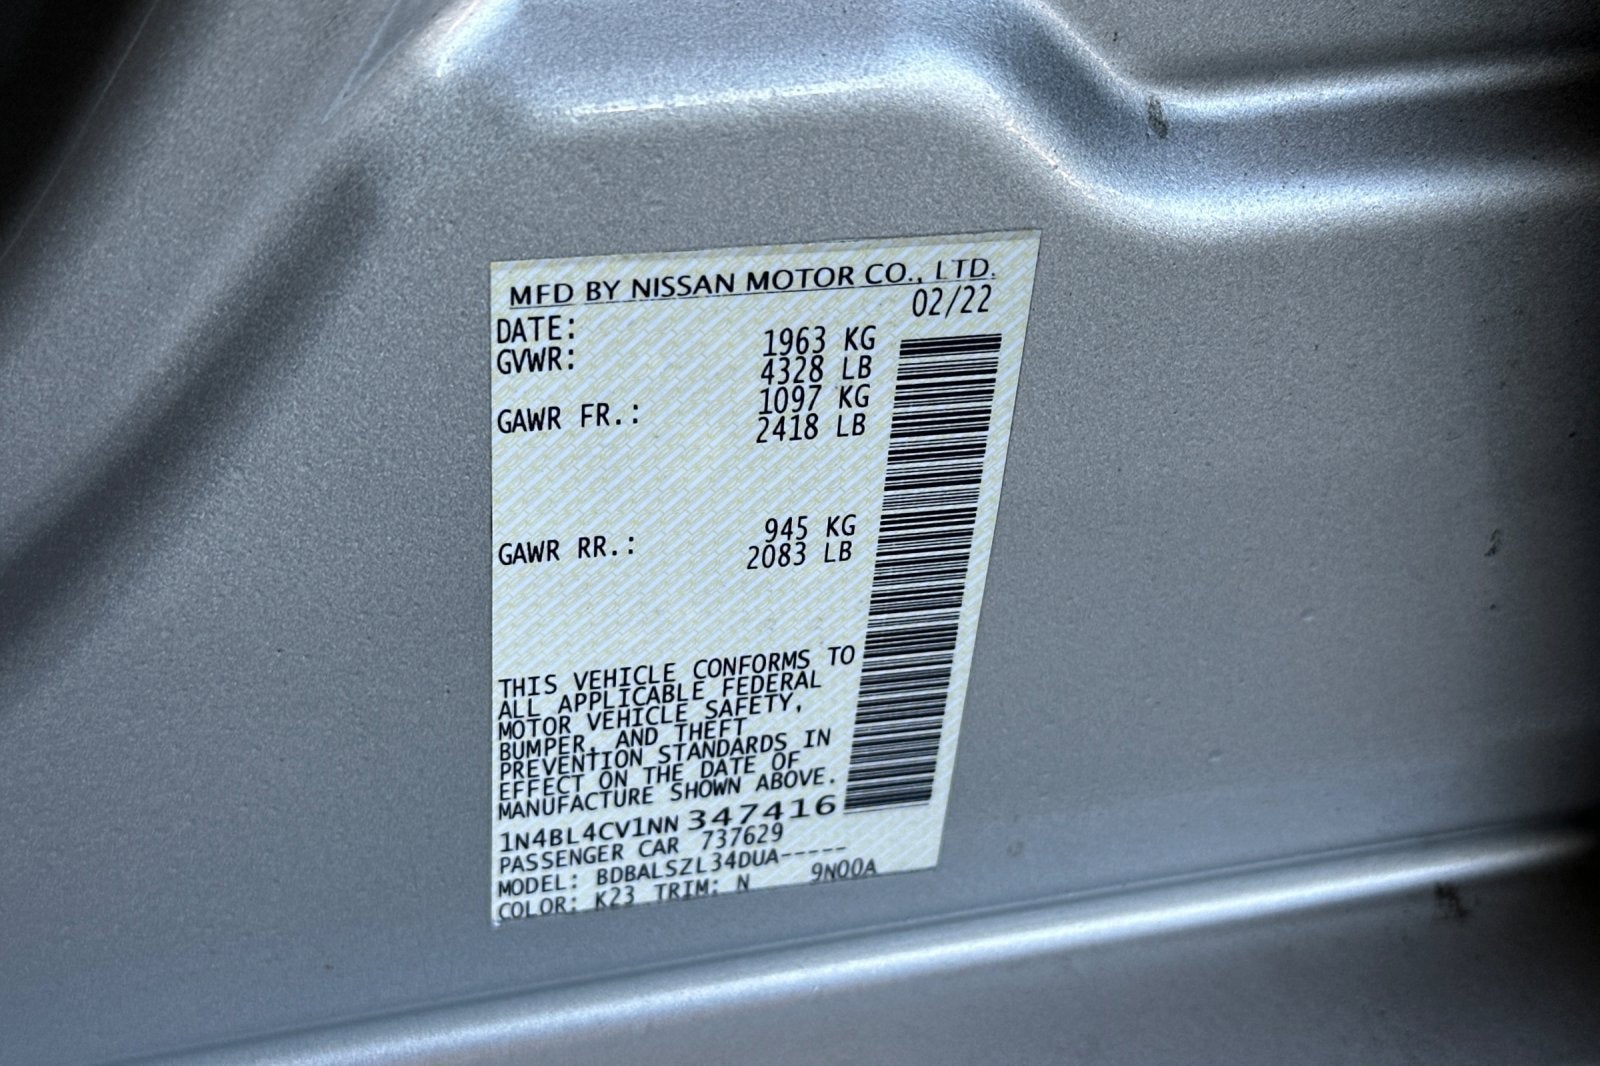 MFD BY NISSAN MOTOR CO., LTD.
DATE: 02/22
GVWR: 1963 KG
4328 LB
GAWR FR.: 1097 KG
2418 LB
GAWR RR.: 945 KG
2083 LB
THIS VEHICLE CONFORMS TO
ALL APPLICABLE FEDERAL
MOTOR VEHICLE SAFETY,
BUMPER, AND THEFT
PREVENTION STANDARDS IN
EFFECT ON THE DATE OF
MANUFACTURE SHOWN ABOVE.
1N4BL4CV1NN 347416
PASSENGER CAR 737629
MODEL: BDBALSZL34DUA-----
COLOR: K23 TRIM: N 9N00A